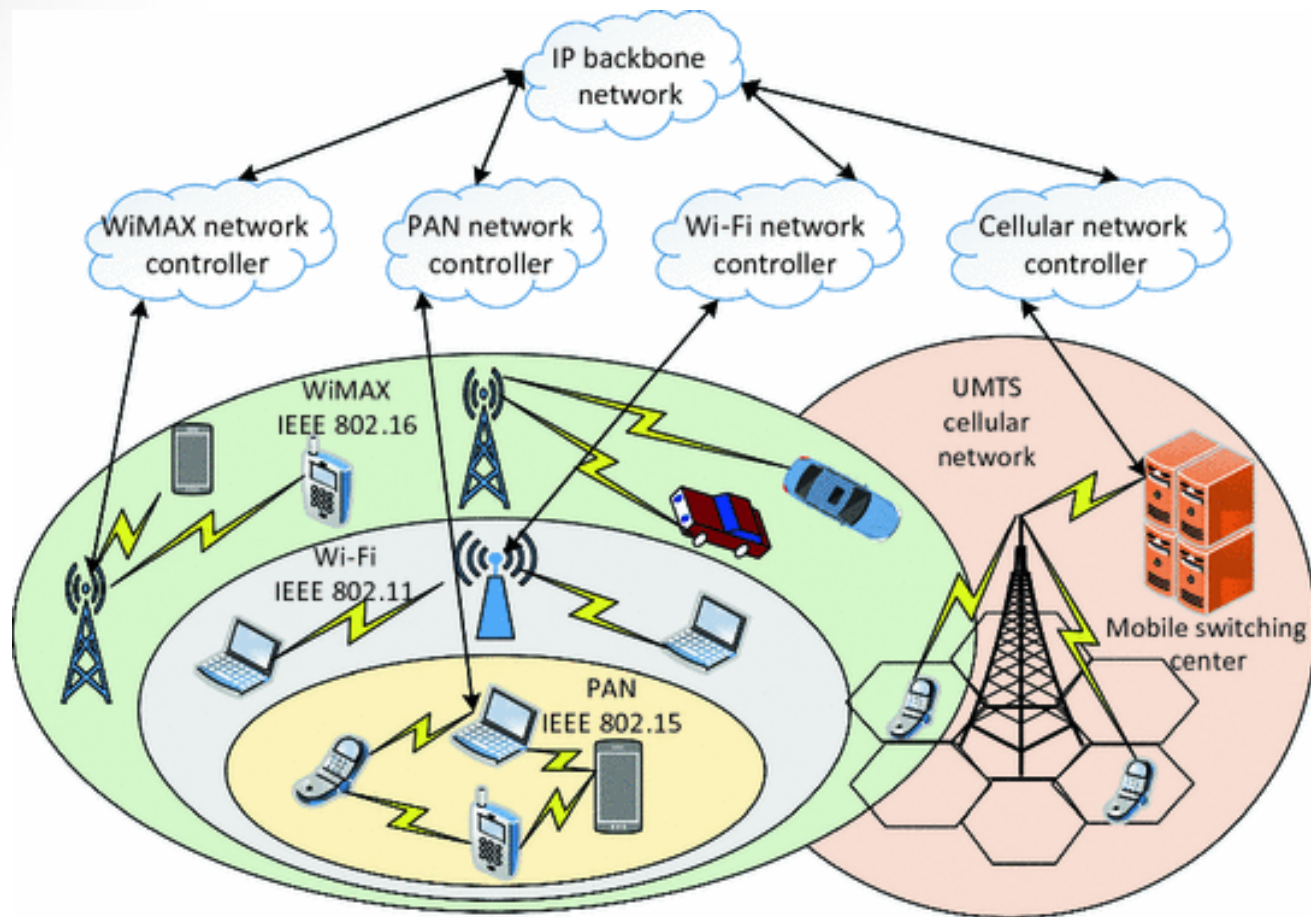 IP backbone
network
WiMAX network
controller
PAN network
controller
Wi-Fi network
controller
Cellular network
controller
WiMAX
IEEE 802.16
UMTS
cellular
network
Wi-Fi
IEEE 802.11
Mobile switching
center
PAN
IEEE 802.15